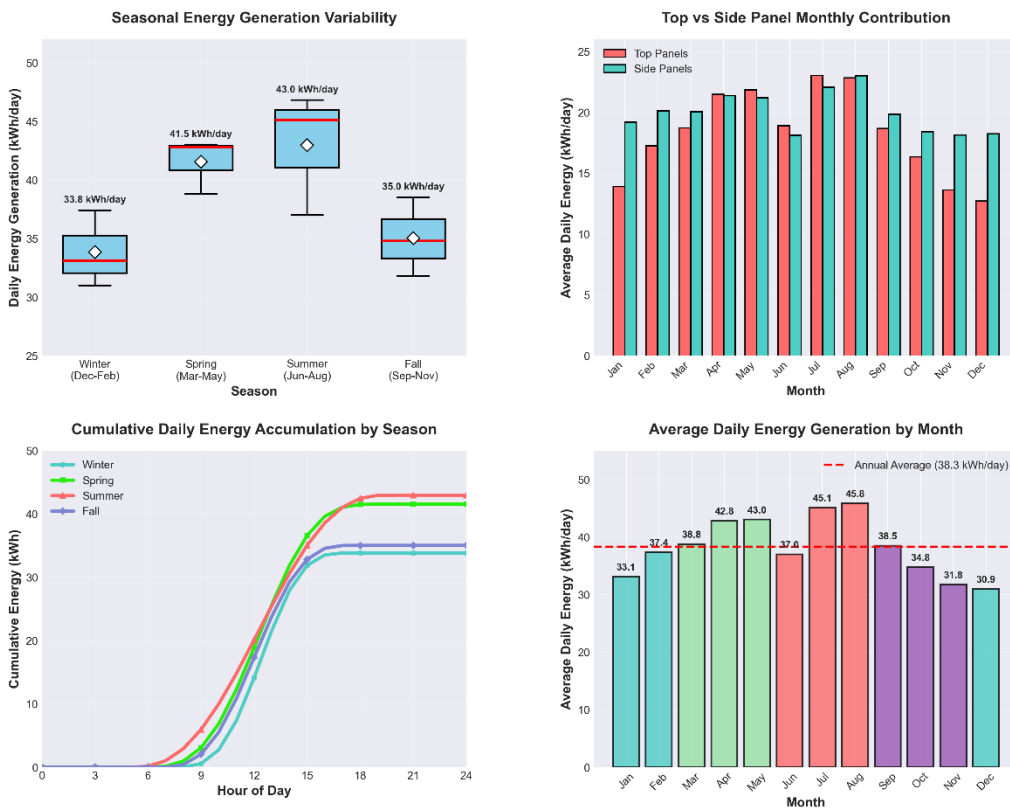 Seasonal Energy Generation Variability
Daily Energy Generation (kWh/day)
50
45
40
35
30
25
33.8 kWh/day
41.5 kWh/day
43.0 kWh/day
35.0 kWh/day
Winter
(Dec-Feb)
Spring
(Mar-May)
Summer
(Jun-Aug)
Fall
(Sep-Nov)
Season
Top vs Side Panel Monthly Contribution
Average Daily Energy (kWh/day)
25
20
15
10
5
0
Top Panels
Side Panels
Jan
Feb
Mar
Apr
May
Jun
Jul
Aug
Sep
Oct
Nov
Dec
Month
Cumulative Daily Energy Accumulation by Season
Cumulative Energy (kWh)
50
40
30
20
10
0
Winter
Spring
Summer
Fall
0 3 6 9 12 15 18 21 24
Hour of Day
Average Daily Energy Generation by Month
Average Daily Energy (kWh/day)
50
40
30
20
10
0
Annual Average (38.3 kWh/day)
33.1
37.4
38.8
42.8
43.0
37.0
45.1
45.8
38.5
34.8
31.8
30.9
Jan
Feb
Mar
Apr
May
Jun
Jul
Aug
Sep
Oct
Nov
Dec
Month